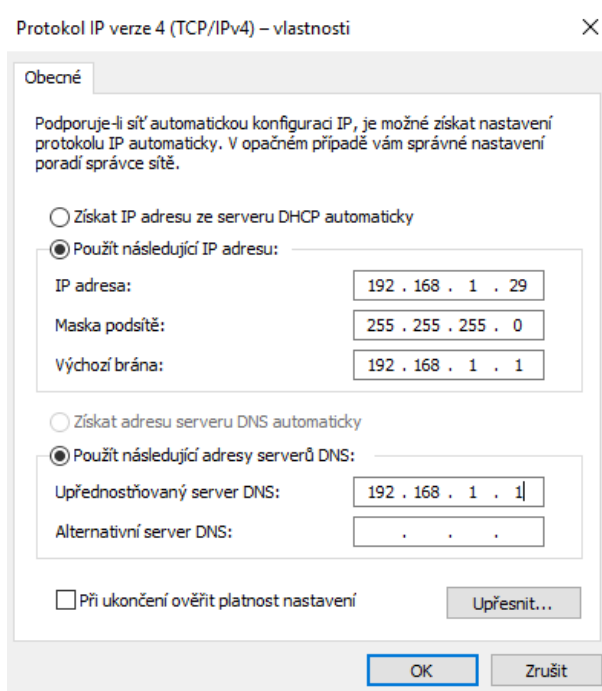 Protokol IP verze 4 (TCP/IPv4) – vlastnosti
Obecné
Podporuje-li síť automatickou konfiguraci IP, je možné získat nastavení
protokolu IP automaticky. V opačném případě vám správné nastavení
poradí správce sítě.
Získat IP adresu ze serveru DHCP automaticky
Použít následující IP adresu:
IP adresa: 192 . 168 . 1 . 29
Maska podsítě: 255 . 255 . 255 . 0
Výchozí brána: 192 . 168 . 1 . 1
Získat adresu serveru DNS automaticky
Použít následující adresy serverů DNS:
Upřednostňovaný server DNS: 192 . 168 . 1 . 1
Alternativní server DNS: . . .
Při ukončení ověřit platnost nastavení Upřesnit...
OK Zrušit